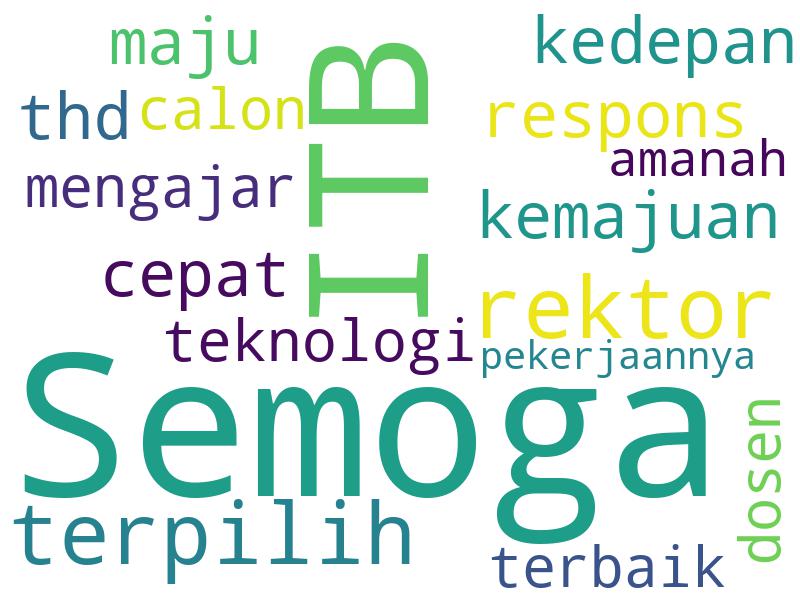 maju
kedepan
thd
calon
ITB
respons
amanah
mengajar
kemajuan
cepat
rektor
teknologi
pekerjaannya
Semoga
dosen
terpilih
terbaik